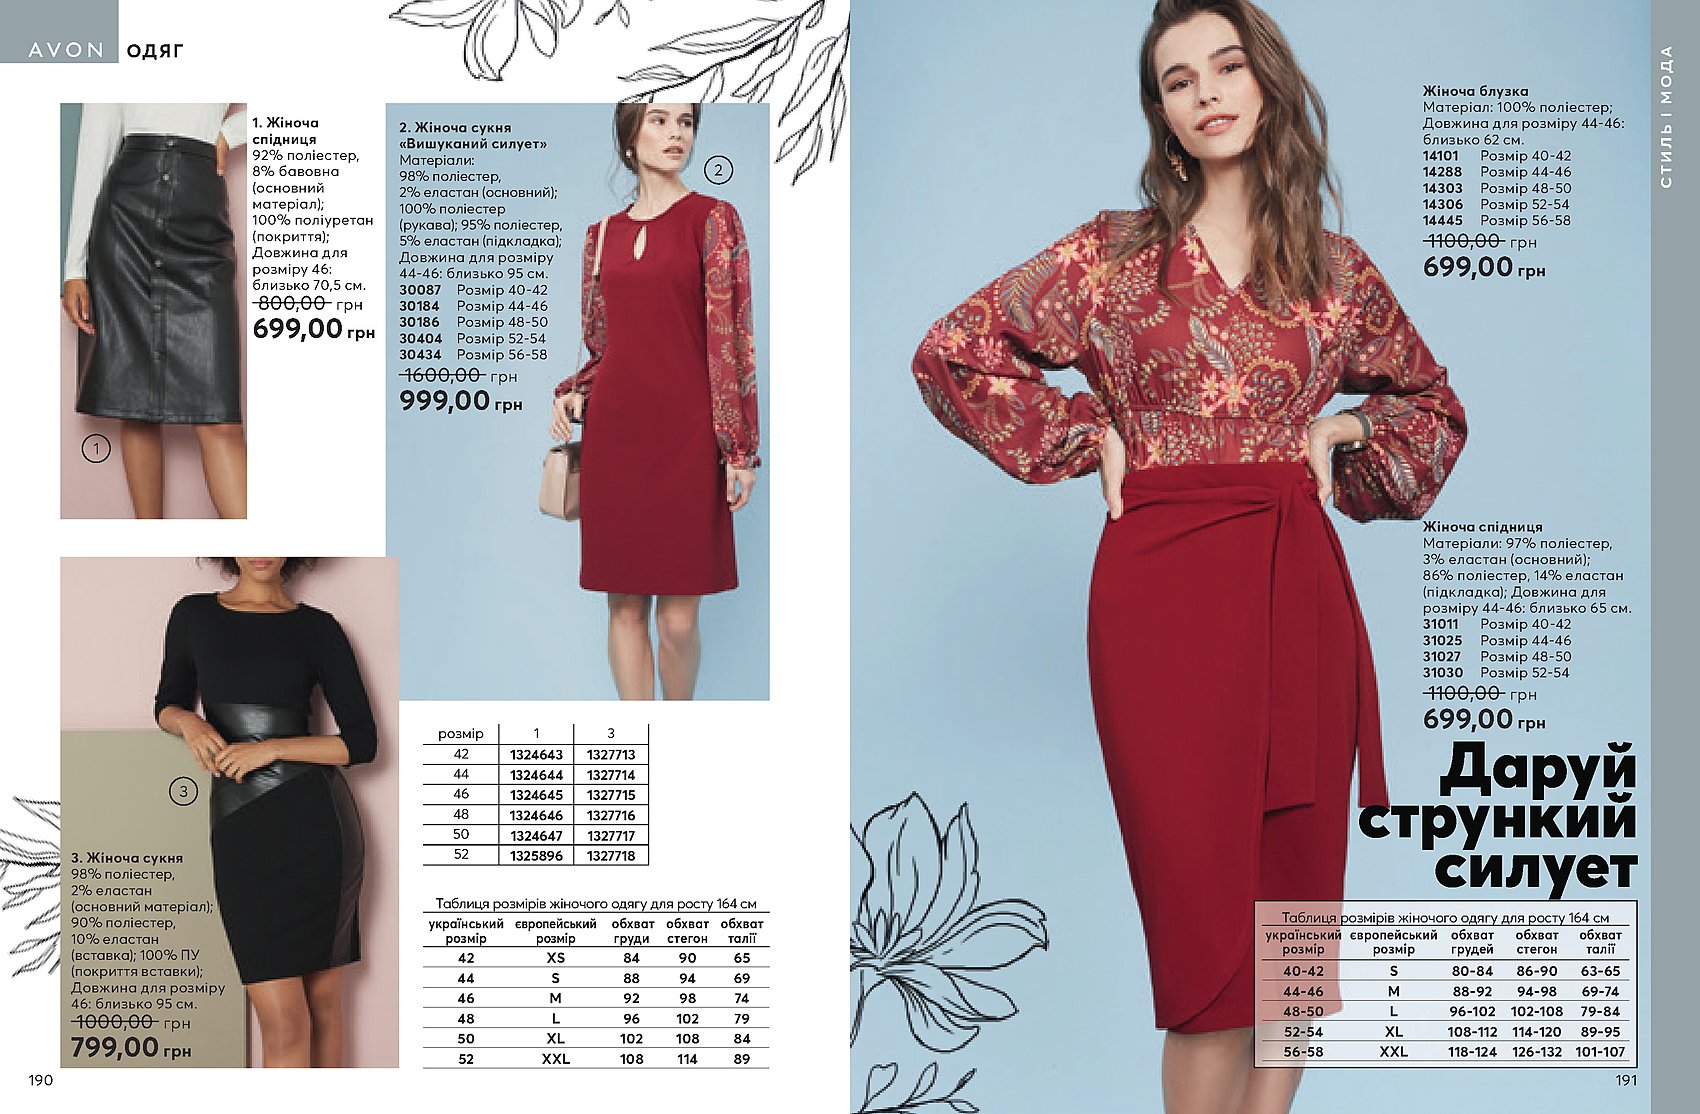 AVON ОДЯГ
1. Жіноча
спідниця
92% поліестер,
8% бавовна
(основний
матеріал);
100% поліуретан
(покриття);
Довжина для
розміру 46:
близько 70,5 см.
800,00 грн
699,00 грн
1
2. Жіноча сукня
«Вишуканий силует»
Матеріали:
98% поліестер,
2% еластан (основний);
100% поліестер
(рукава); 95% поліестер,
5% еластан (підкладка);
Довжина для розміру
44-46: близько 95 см.
30087 Розмір 40-42
30184 Розмір 44-46
30186 Розмір 48-50
30404 Розмір 52-54
30434 Розмір 56-58
1600,00 грн
999,00 грн
2
3
3. Жіноча сукня
98% поліестер,
2% еластан
(основний матеріал);
90% поліестер,
10% еластан
(вставка); 100% ПУ
(покриття вставки);
Довжина для розміру
46: близько 95 см.
1000,00 грн
799,00 грн
розмір 1 3
42 1324643 1327713
44 1324644 1327714
46 1324645 1327715
48 1324646 1327716
50 1324647 1327717
52 1325896 1327718
Таблиця розмірів жіночого одягу для росту 164 см
український європейський обхват обхват обхват
розмір розмір груди стегон талії
42 XS 84 90 65
44 S 88 94 69
46 M 92 98 74
48 L 96 102 79
50 XL 102 108 84
52 XXL 108 114 89
190
СТИЛЬ І МОДА
Жіноча блузка
Матеріал: 100% поліестер;
Довжина для розміру 44-46:
близько 62 см.
14101 Розмір 40-42
14288 Розмір 44-46
14303 Розмір 48-50
14306 Розмір 52-54
14445 Розмір 56-58
1100,00 грн
699,00 грн
Жіноча спідниця
Матеріали: 97% поліестер,
3% еластан (основний);
86% поліестер, 14% еластан
(підкладка); Довжина для
розміру 44-46: близько 65 см.
31011 Розмір 40-42
31025 Розмір 44-46
31027 Розмір 48-50
31030 Розмір 52-54
1100,00 грн
699,00 грн
Даруй
стрункий
силует
Таблиця розмірів жіночого одягу для росту 164 см
український європейський обхват обхват обхват
розмір розмір грудей стегон талії
40-42 S 80-84 86-90 63-65
44-46 M 88-92 94-98 69-74
48-50 L 96-102 102-108 79-84
52-54 XL 108-112 114-120 89-95
56-58 XXL 118-124 126-132 101-107
191